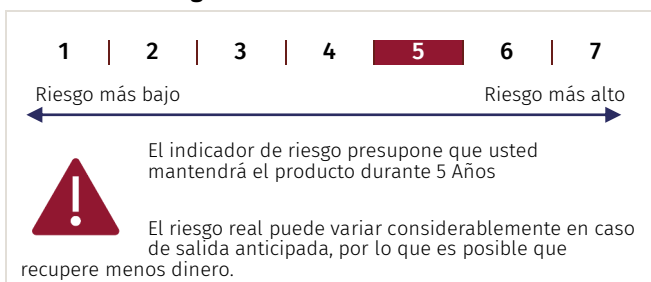 1 | 2 | 3 | 4 | 5 | 6 | 7
Riesgo más bajo Riesgo más alto
El indicador de riesgo presupone que usted
mantendrá el producto durante 5 Años
El riesgo real puede variar considerablemente en caso
de salida anticipada, por lo que es posible que
recupere menos dinero.